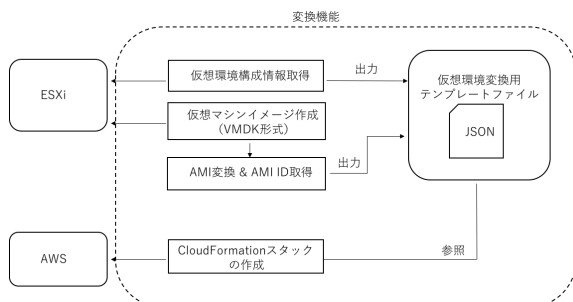 変換機能
仮想環境構成情報取得
出力
ESXi
仮想環境変換用
テンプレートファイル
JSON
仮想マシンイメージ作成
（VMDK形式）
AMI変換 & AMI ID取得
出力
AWS
CloudFormationスタック
の作成
参照